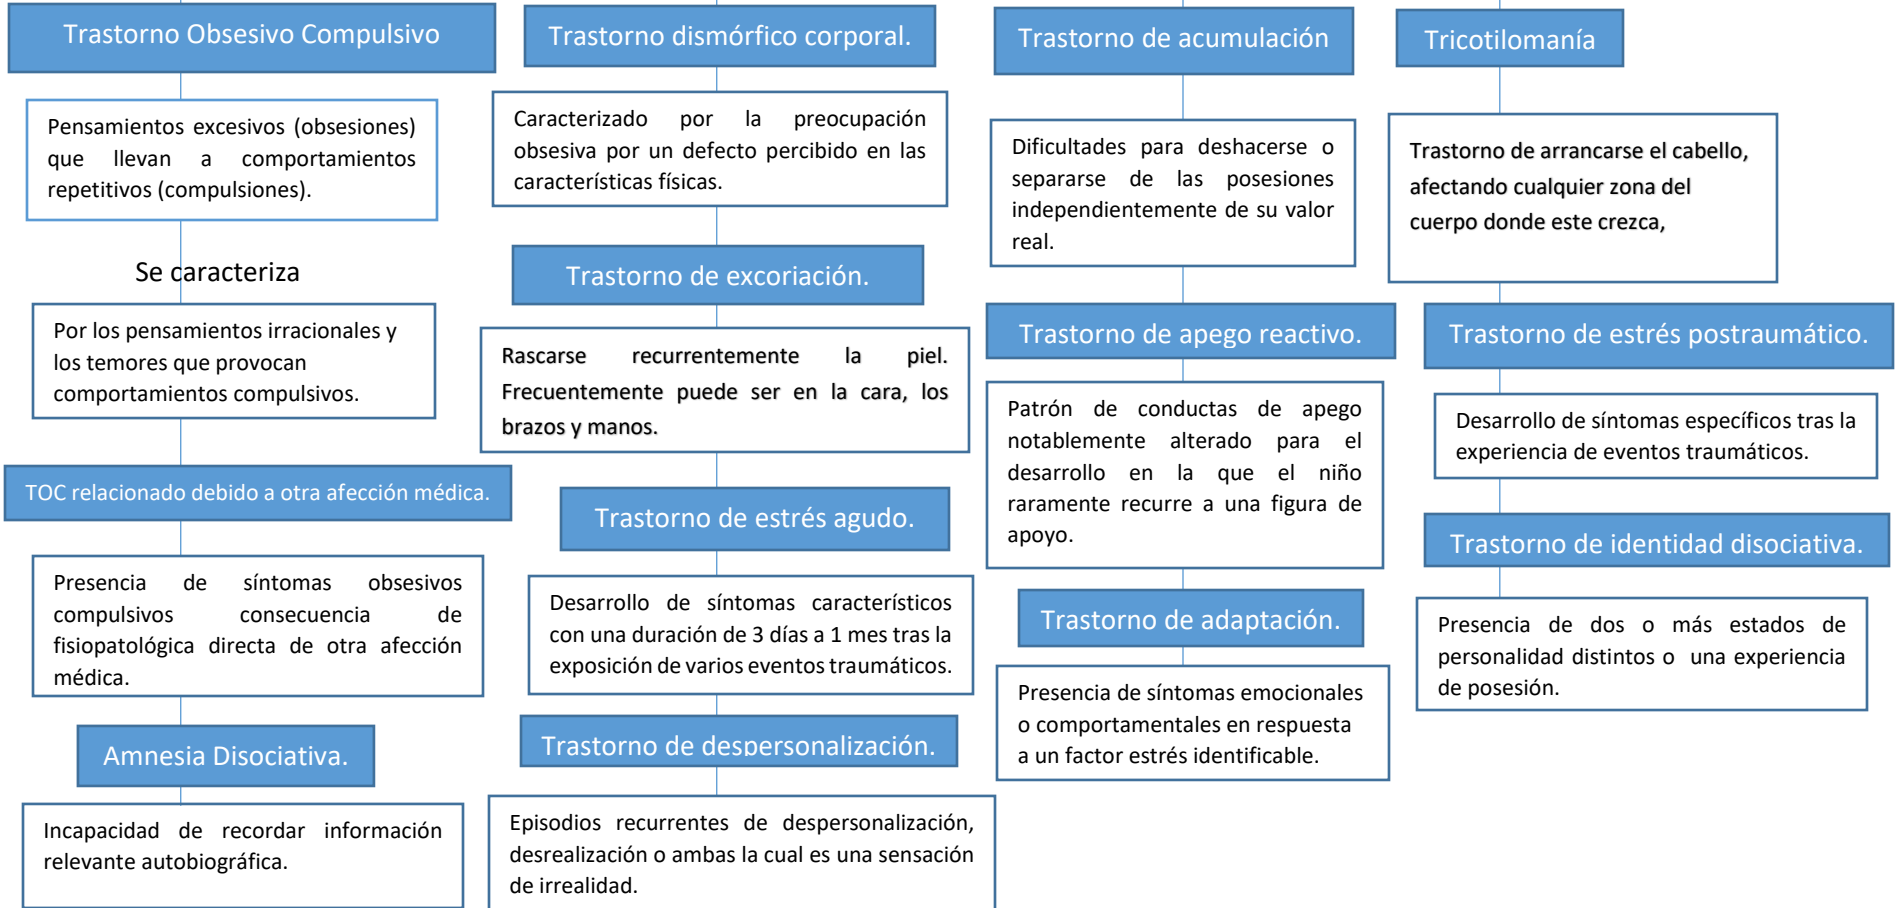 Trastorno Obsesivo Compulsivo
Pensamientos excesivos (obsesiones)
que llevan a comportamientos
repetitivos (compulsiones).
Se caracteriza
Por los pensamientos irracionales y
los temores que provocan
comportamientos compulsivos.
TOC relacionado debido a otra afección médica.
Presencia de síntomas obsesivos
compulsivos consecuencia de
fisiopatológica directa de otra afección
médica.
Amnesia Disociativa.
Incapacidad de recordar información
relevante autobiográfica.
Trastorno dismórfico corporal.
Caracterizado por la preocupación
obsesiva por un defecto percibido en las
características físicas.
Trastorno de excoriación.
Rascarse recurrentemente la piel.
Frecuentemente puede ser en la cara, los
brazos y manos.
Trastorno de estrés agudo.
Desarrollo de síntomas característicos
con una duración de 3 días a 1 mes tras la
exposición de varios eventos traumáticos.
Trastorno de despersonalización.
Episodios recurrentes de despersonalización,
desrealización o ambas la cual es una sensación
de irrealidad.
Trastorno de acumulación
Dificultades para deshacerse o
separarse de las posesiones
independientemente de su valor
real.
Trastorno de apego reactivo.
Patrón de conductas de apego
notablemente alterado para el
desarrollo en la que el niño
raramente recurre a una figura de
apoyo.
Trastorno de adaptación.
Presencia de síntomas emocionales
o comportamentales en respuesta
a un factor estrés identificable.
Tricotilomanía
Trastorno de arrancarse el cabello,
afectando cualquier zona del
cuerpo donde este crezca,
Trastorno de estrés postraumático.
Desarrollo de síntomas específicos tras la
experiencia de eventos traumáticos.
Trastorno de identidad disociativa.
Presencia de dos o más estados de
personalidad distintos o una experiencia
de posesión.